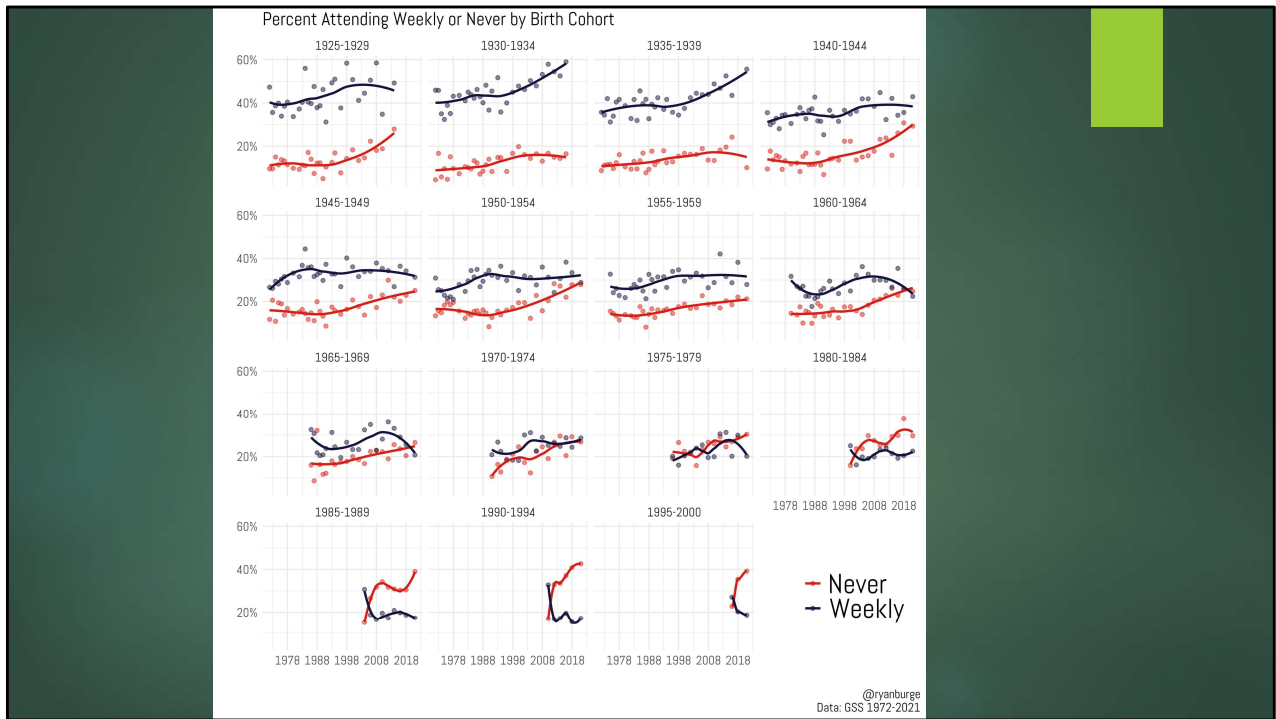 Percent Attending Weekly or Never by Birth Cohort
1925-1929 1930-1934 1935-1939 1940-1944
60%
40%
20%
1945-1949 1950-1954 1955-1959 1960-1964
60%
40%
20%
1965-1969 1970-1974 1975-1979 1980-1984
60%
40%
20%
1978 1988 1998 2008 2018
1985-1989 1990-1994 1995-2000
60%
40%
20%
Never
Weekly
1978 1988 1998 2008 2018 1978 1988 1998 2008 2018 1978 1988 1998 2008 2018
@ryanburge
Data: GSS 1972-2021